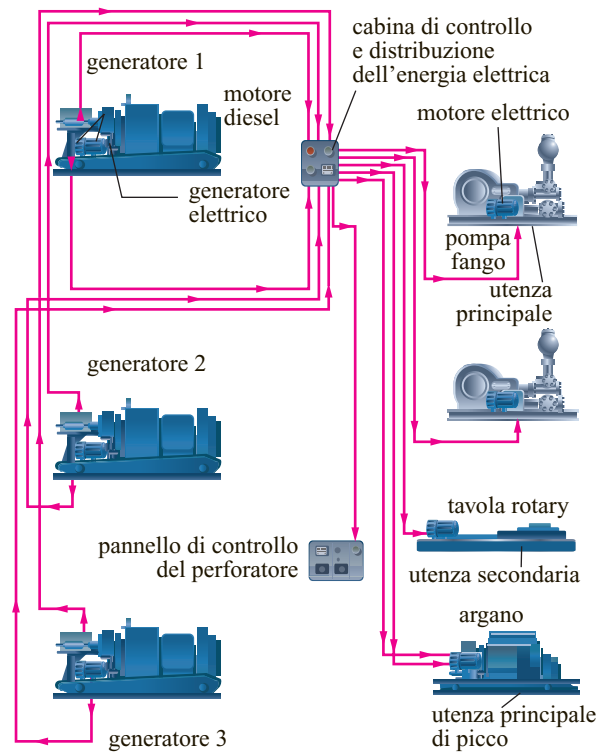 cabina di controllo
e distribuzione
dell'energia elettrica
generatore 1
motore
diesel
motore elettrico
generatore
elettrico
pompa
fango
utenza
principale
generatore 2
tavola rotary
pannello di controllo
del perforatore
utenza secondaria
argano
utenza principale
di picco
generatore 3